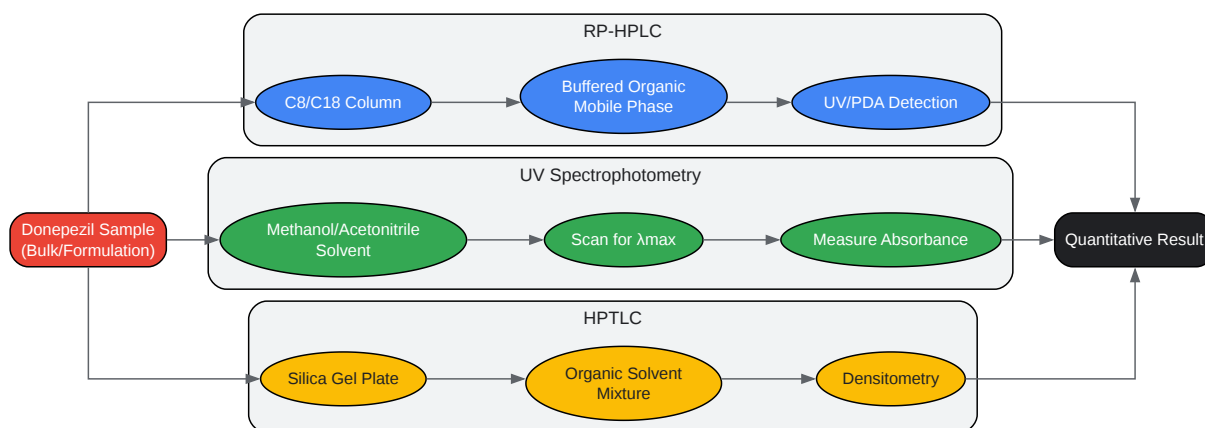 RP-HPLC
C8/C18 Column
Buffered Organic
Mobile Phase
UV/PDA Detection
UV Spectrophotometry
Donepezil Sample
(Bulk/Formulation)
Methanol/Acetonitrile
Solvent
Scan for λmax
Measure Absorbance
Quantitative Result
HPTLC
Silica Gel Plate
Organic Solvent
Mixture
Densitometry